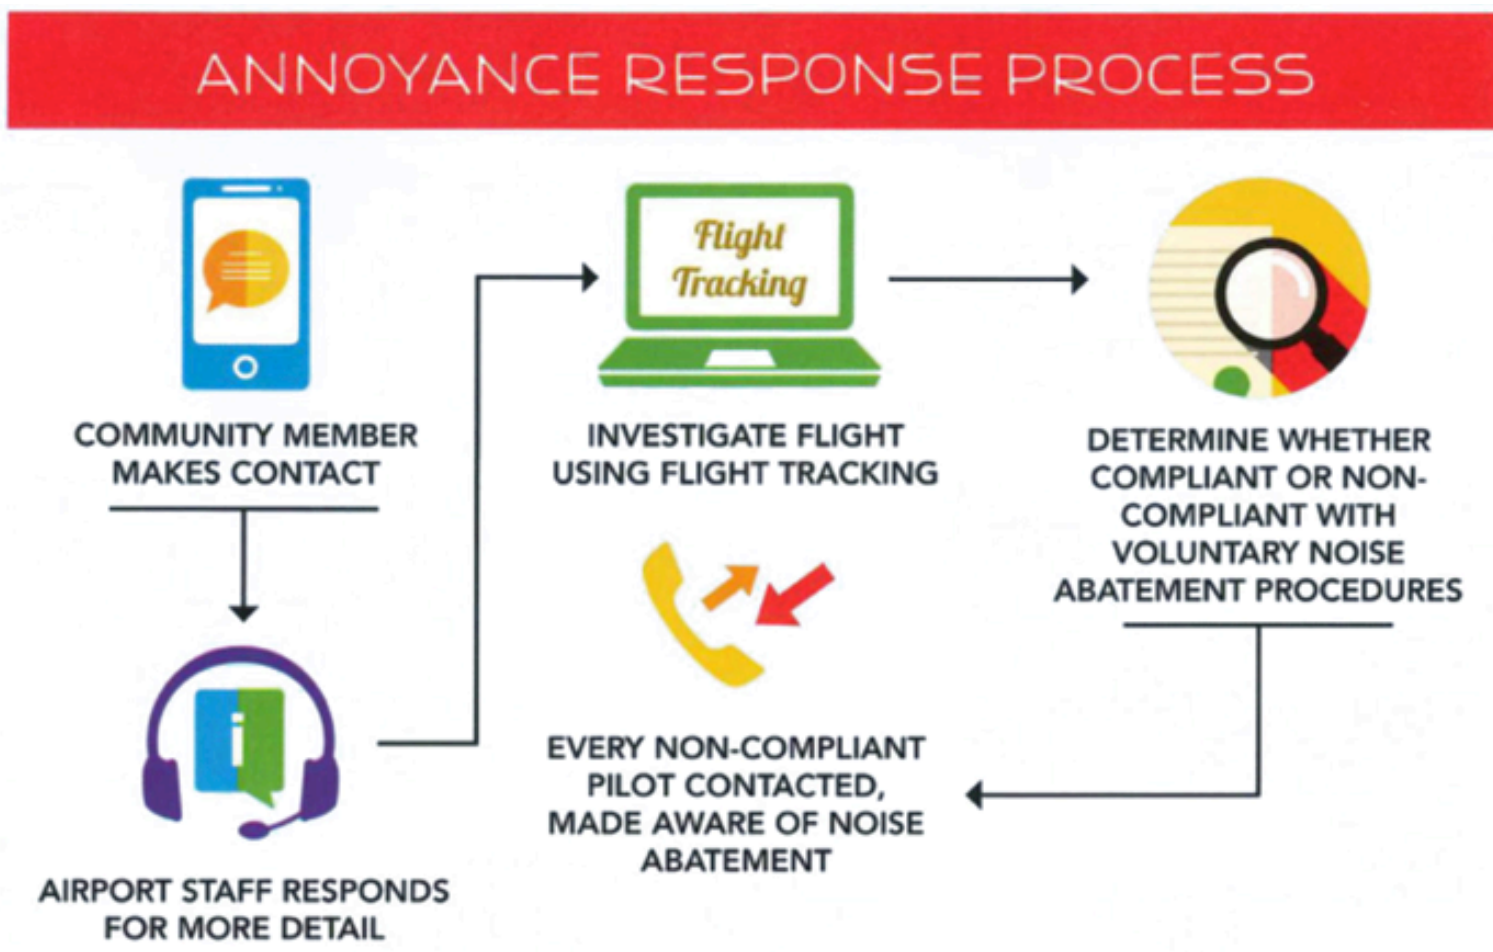 ANNOYANCE RESPONSE PROCESS
COMMUNITY MEMBER
MAKES CONTACT
AIRPORT STAFF RESPONDS
FOR MORE DETAIL
Flight
Tracking
INVESTIGATE FLIGHT
USING FLIGHT TRACKING
DETERMINE WHETHER
COMPLIANT OR NON-
COMPLIANT WITH
VOLUNTARY NOISE
ABATEMENT PROCEDURES
EVERY NON-COMPLIANT
PILOT CONTACTED,
MADE AWARE OF NOISE
ABATEMENT